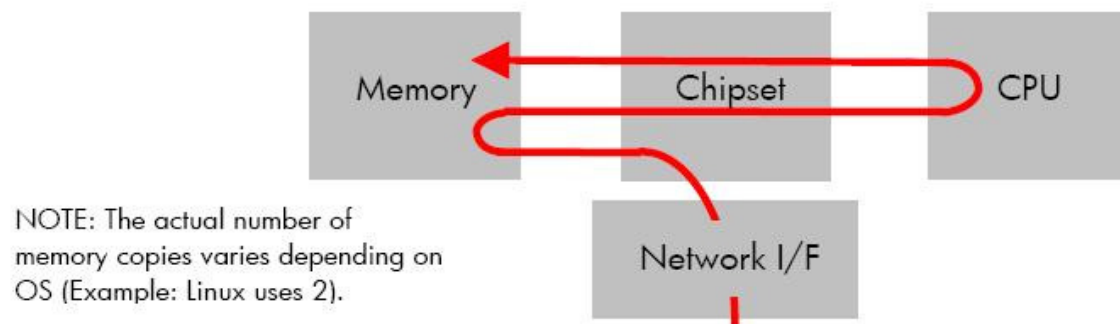 Memory
Chipset
CPU
Network I/F
NOTE: The actual number of
memory copies varies depending on
OS (Example: Linux uses 2).